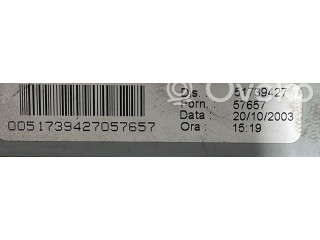 Dis. : 51739427
Forn. : 57657
Data : 20/10/2003
Ora : 15:19
0051739427057657